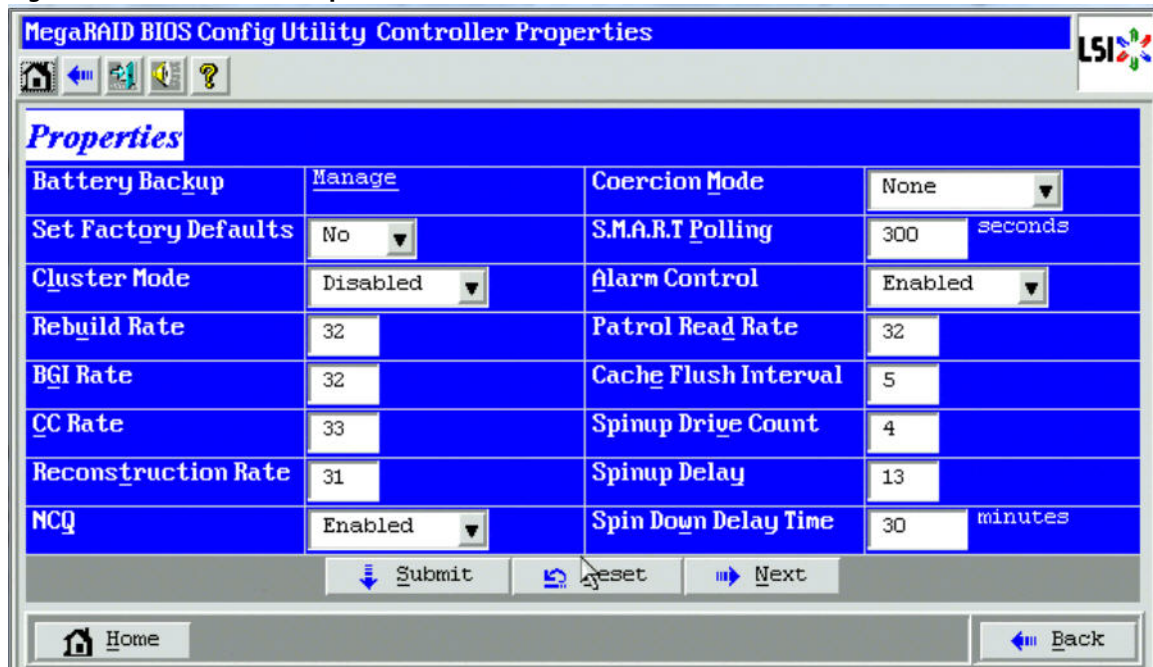 MegaRAID BIOS Config Utility Controller Properties
LSI
Properties
Battery Backup Manage Coercion Mode None
Set Factory Defaults No S.M.A.R.T Polling 300 seconds
Cluster Mode Disabled Alarm Control Enabled
Rebuild Rate 32 Patrol Read Rate 32
BGI Rate 32 Cache Flush Interval 5
CC Rate 33 Spinup Drive Count 4
Reconstruction Rate 31 Spinup Delay 13
NCQ Enabled Spin Down Delay Time 30 minutes
Submit Reset Next
Home Back